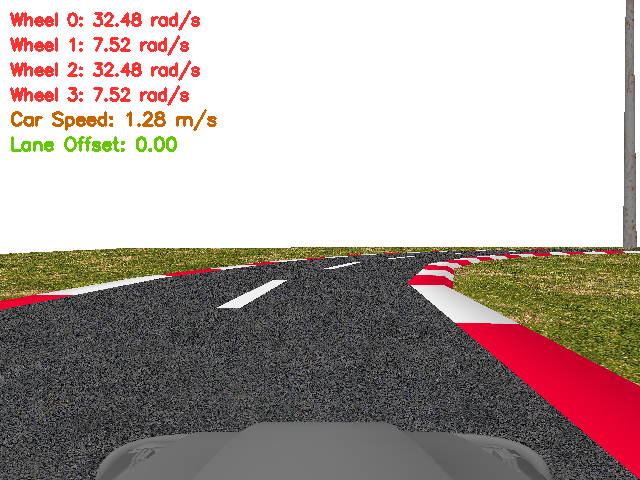 Wheel 0: 32.48 rad/s
Wheel 1: 7.52 rad/s
Wheel 2: 32.48 rad/s
Wheel 3: 7.52 rad/s
Car Speed: 1.28 m/s
Lane Offset: 0.00